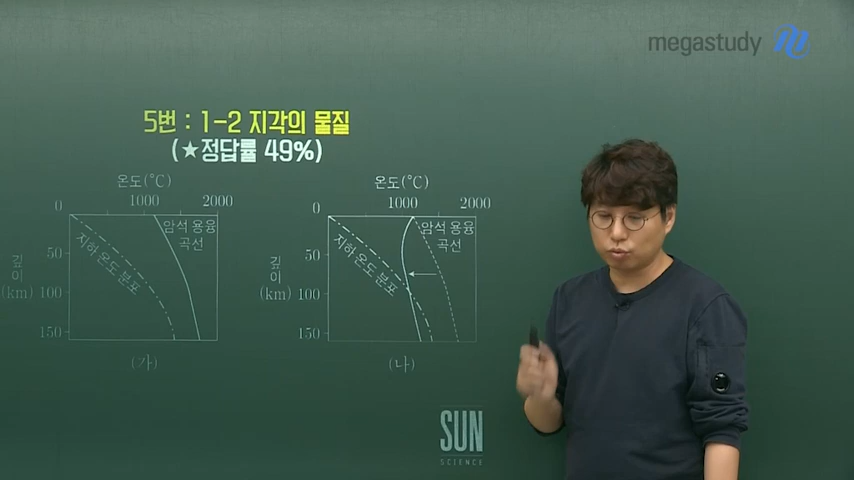 megastudy
5번 : 1-2 지각의 물질
(★정답률 49%)
온도(℃)
0 1000 2000
암석 용융
곡선
지하 온도 분포
50
100
150
깊
이
(km)
(가)
온도(℃)
0 1000 2000
암석 용융
곡선
지하 온도 분포
50
100
150
깊
이
(km)
(나)
SUN
SCIENCE